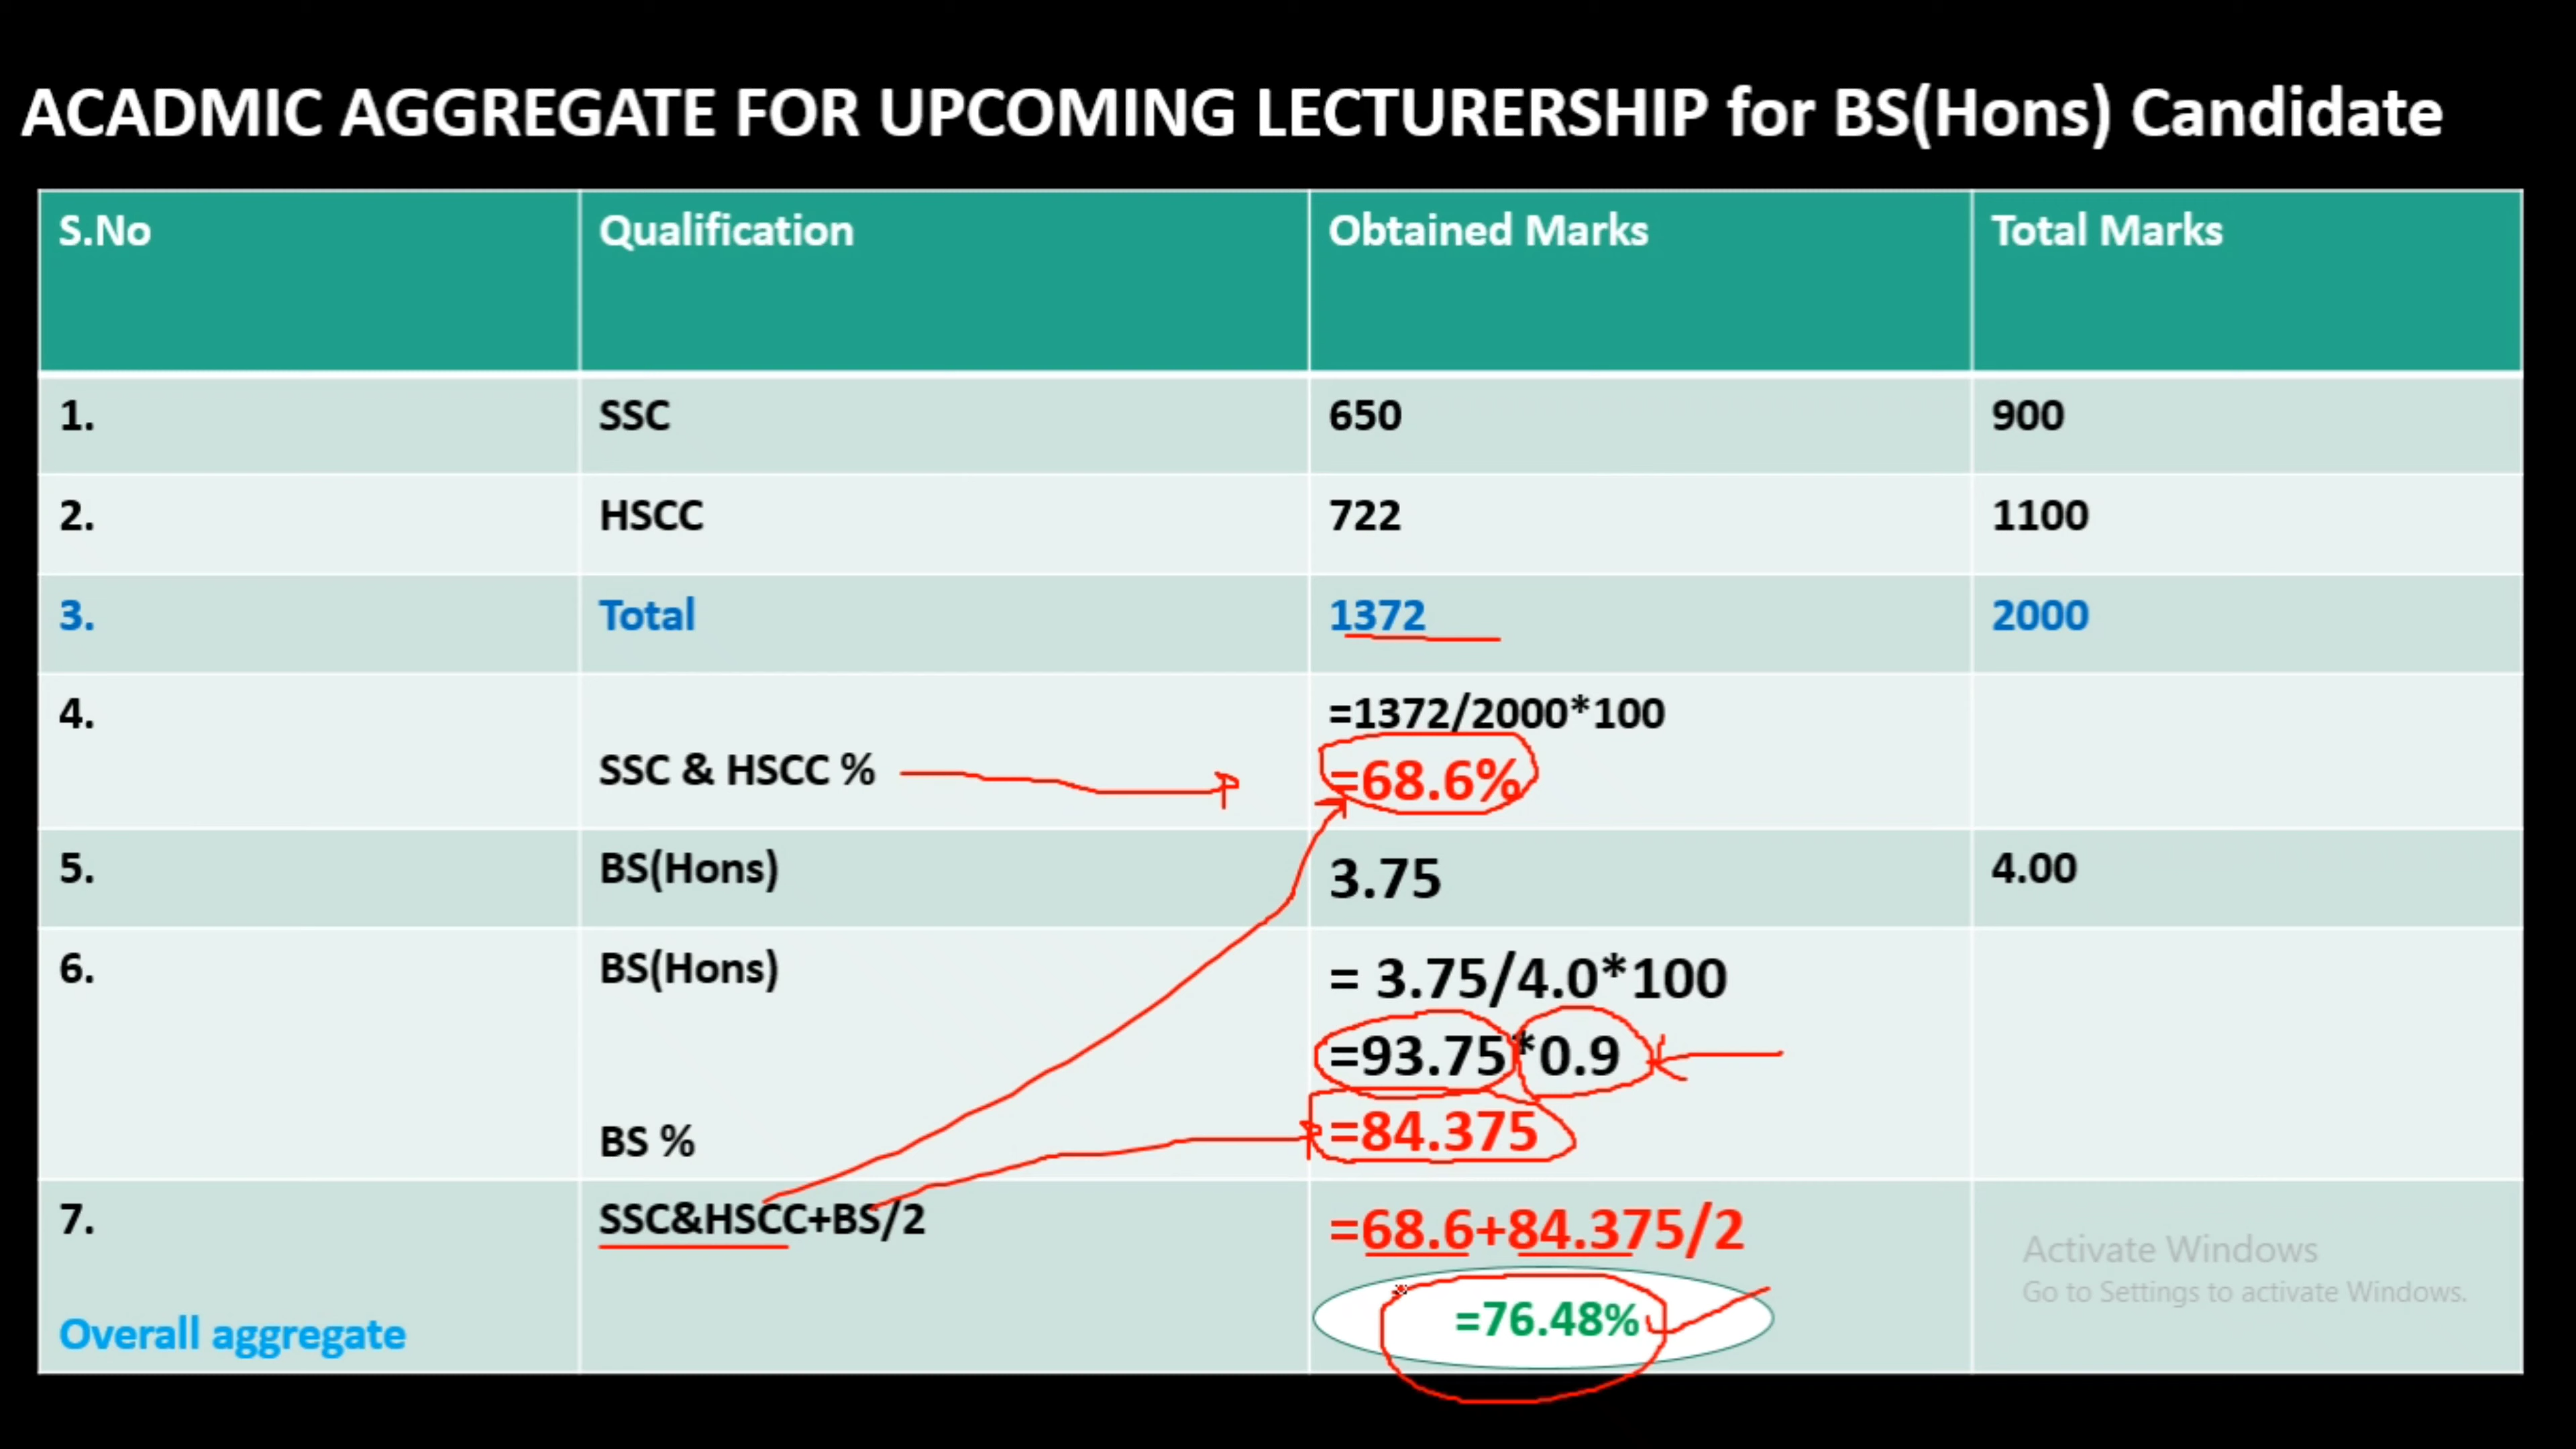 ACADMIC AGGREGATE FOR UPCOMING LECTURERSHIP for BS(Hons) Candidate
S.No Qualification Obtained Marks Total Marks
1. SSC 650 900
2. HSCC 722 1100
3. Total 1372 2000
4. =1372/2000*100
SSC & HSCC % =68.6%
5. BS(Hons) 3.75 4.00
6. BS(Hons) = 3.75/4.0*100
=93.75*0.9
BS % =84.375
7. SSC&HSCC+BS/2 =68.6+84.375/2
Overall aggregate =76.48%
Activate Windows
Go to Settings to activate Windows.